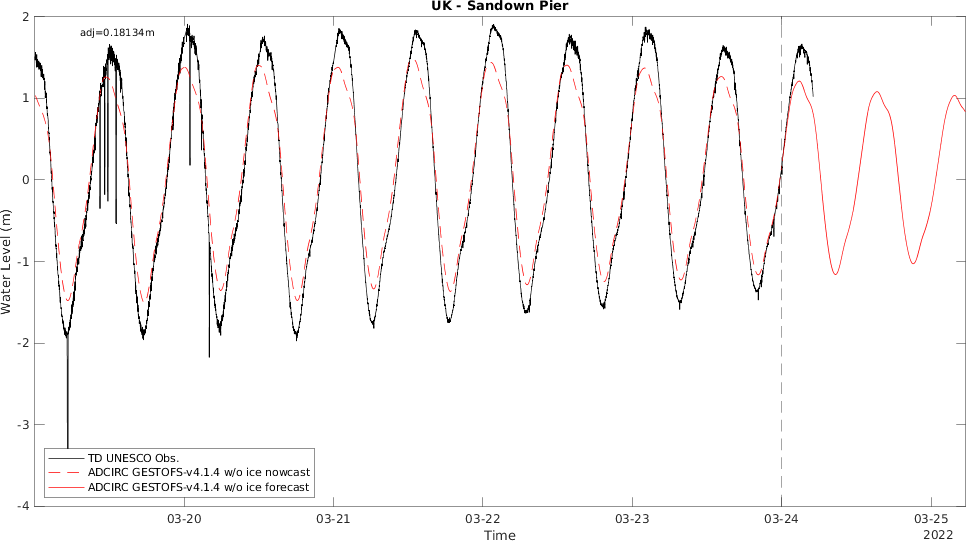 UK - Sandown Pier
adj=0.18134m
2
1
0
-1
-2
-3
-4
Water Level (m)
TD UNESCO Obs.
ADCIRC GESTOFS-v4.1.4 w/o ice nowcast
ADCIRC GESTOFS-v4.1.4 w/o ice forecast
03-20
03-21
03-22
03-23
03-24
03-25
Time
2022